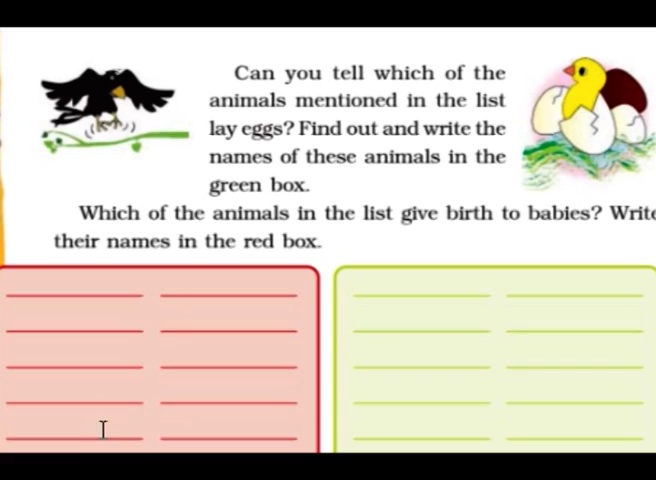 Can you tell which of the
animals mentioned in the list
lay eggs? Find out and write the
names of these animals in the
green box.
Which of the animals in the list give birth to babies? Write
their names in the red box.